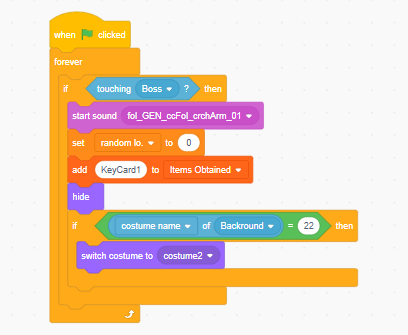 when clicked
forever
if touching Boss ? then
start sound fol_GEN_ccFol_crchArm_01
set random lo. to 0
add KeyCard1 to Items Obtained
hide
if costume name of Backround = 22 then
switch costume to costume2